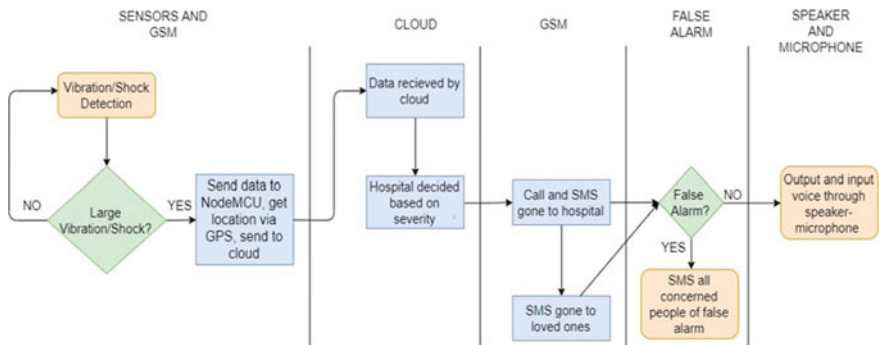 SENSORS AND
GSM
CLOUD
GSM
FALSE
ALARM
SPEAKER
AND
MICROPHONE
Vibration/Shock
Detection
NO
Large
Vibration/Shock?
YES
Send data to
NodeMCU, get
location via
GPS, send to
cloud
Data recieved by
cloud
Hospital decided
based on
severity
Call and SMS
gone to hospital
SMS gone to
loved ones
False
Alarm?
NO
YES
SMS all
concerned
people of false
alarm
Output and input
voice through
speaker-
microphone